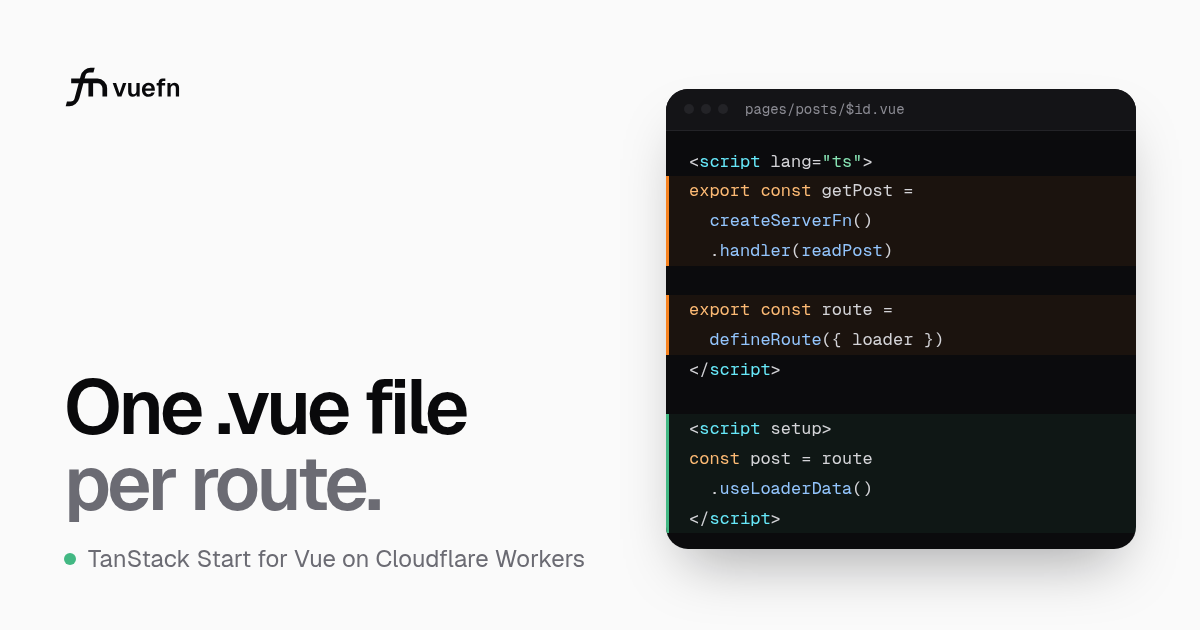 fn vuefn
One .vue file
per route.
TanStack Start for Vue on Cloudflare Workers
pages/posts/$id.vue
<script lang="ts">
export const getPost =
  createServerFn()
  .handler(readPost)
export const route =
  defineRoute({ loader })
</script>
<script setup>
const post = route
  .useLoaderData()
</script>